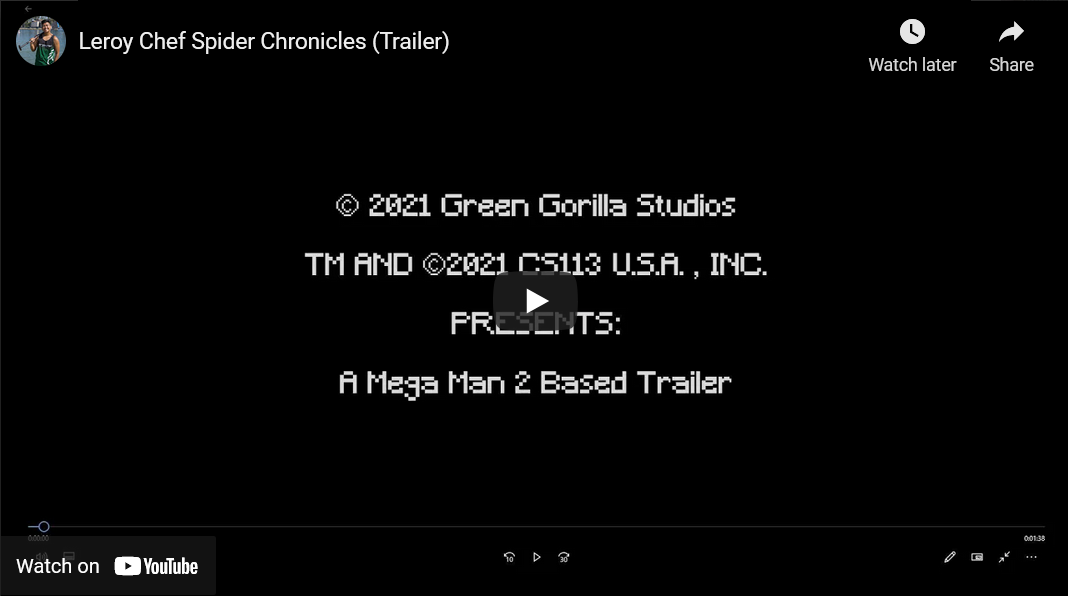 Leroy Chef Spider Chronicles (Trailer)
Watch later
Share
© 2021 Green Gorilla Studios
TM AND ©2021 CS113 U.S.A. , INC.
PRESENTS:
A Mega Man 2 Based Trailer
0:00:00
0:01:38
Watch on YouTube
10
30